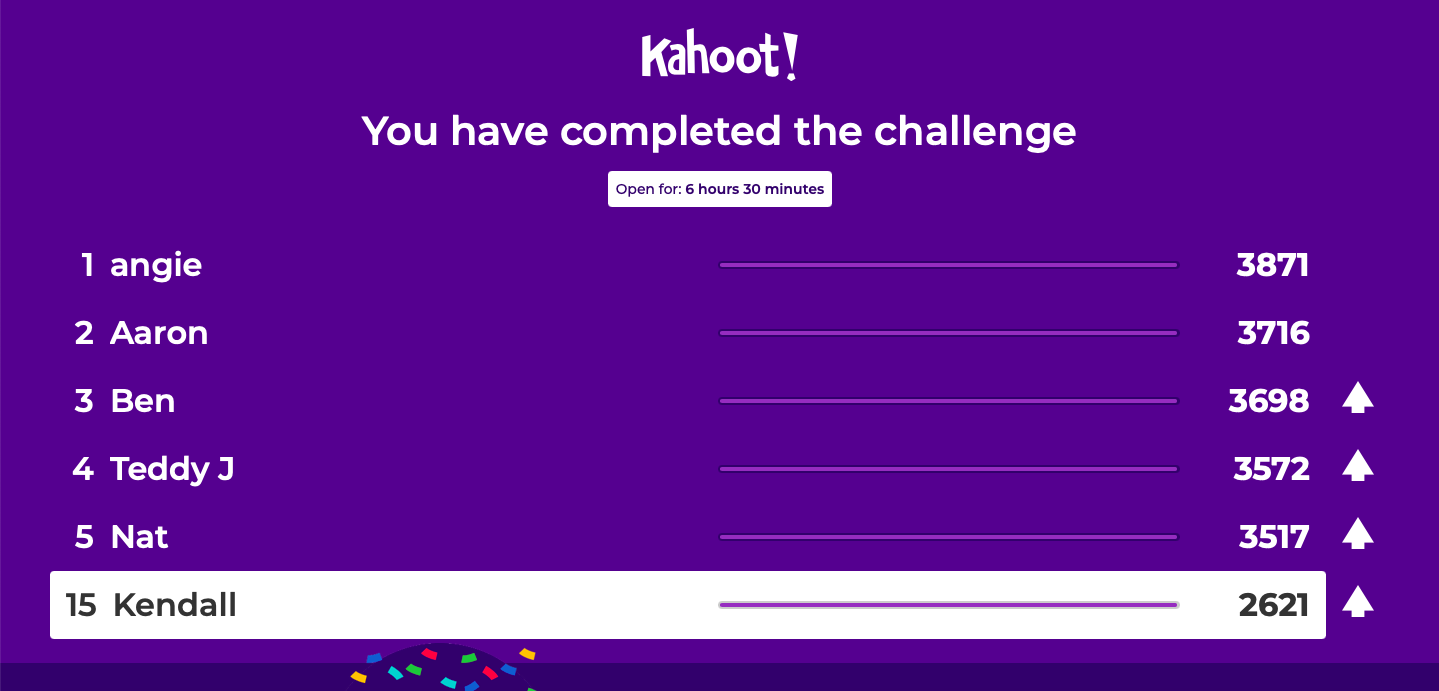 Kahoot!
You have completed the challenge
Open for: 6 hours 30 minutes
1 angie 3871
2 Aaron 3716
3 Ben 3698
4 Teddy J 3572
5 Nat 3517
15 Kendall 2621